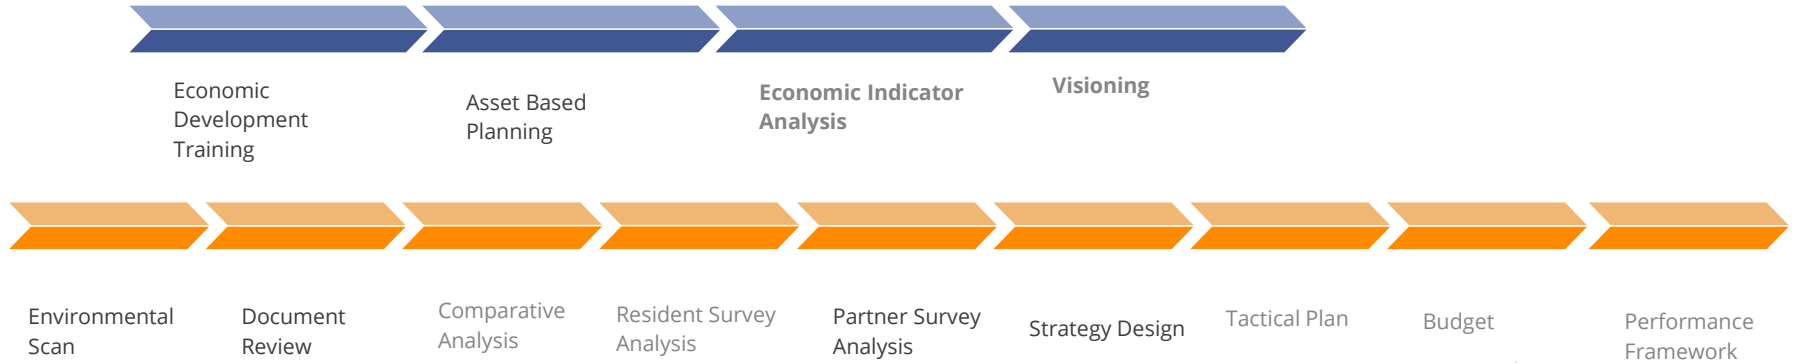 Economic
Development
Training
Asset Based
Planning
Economic Indicator
Analysis
Visioning
Environmental
Scan
Document
Review
Comparative
Analysis
Resident Survey
Analysis
Partner Survey
Analysis
Strategy Design
Tactical Plan
Budget
Performance
Framework